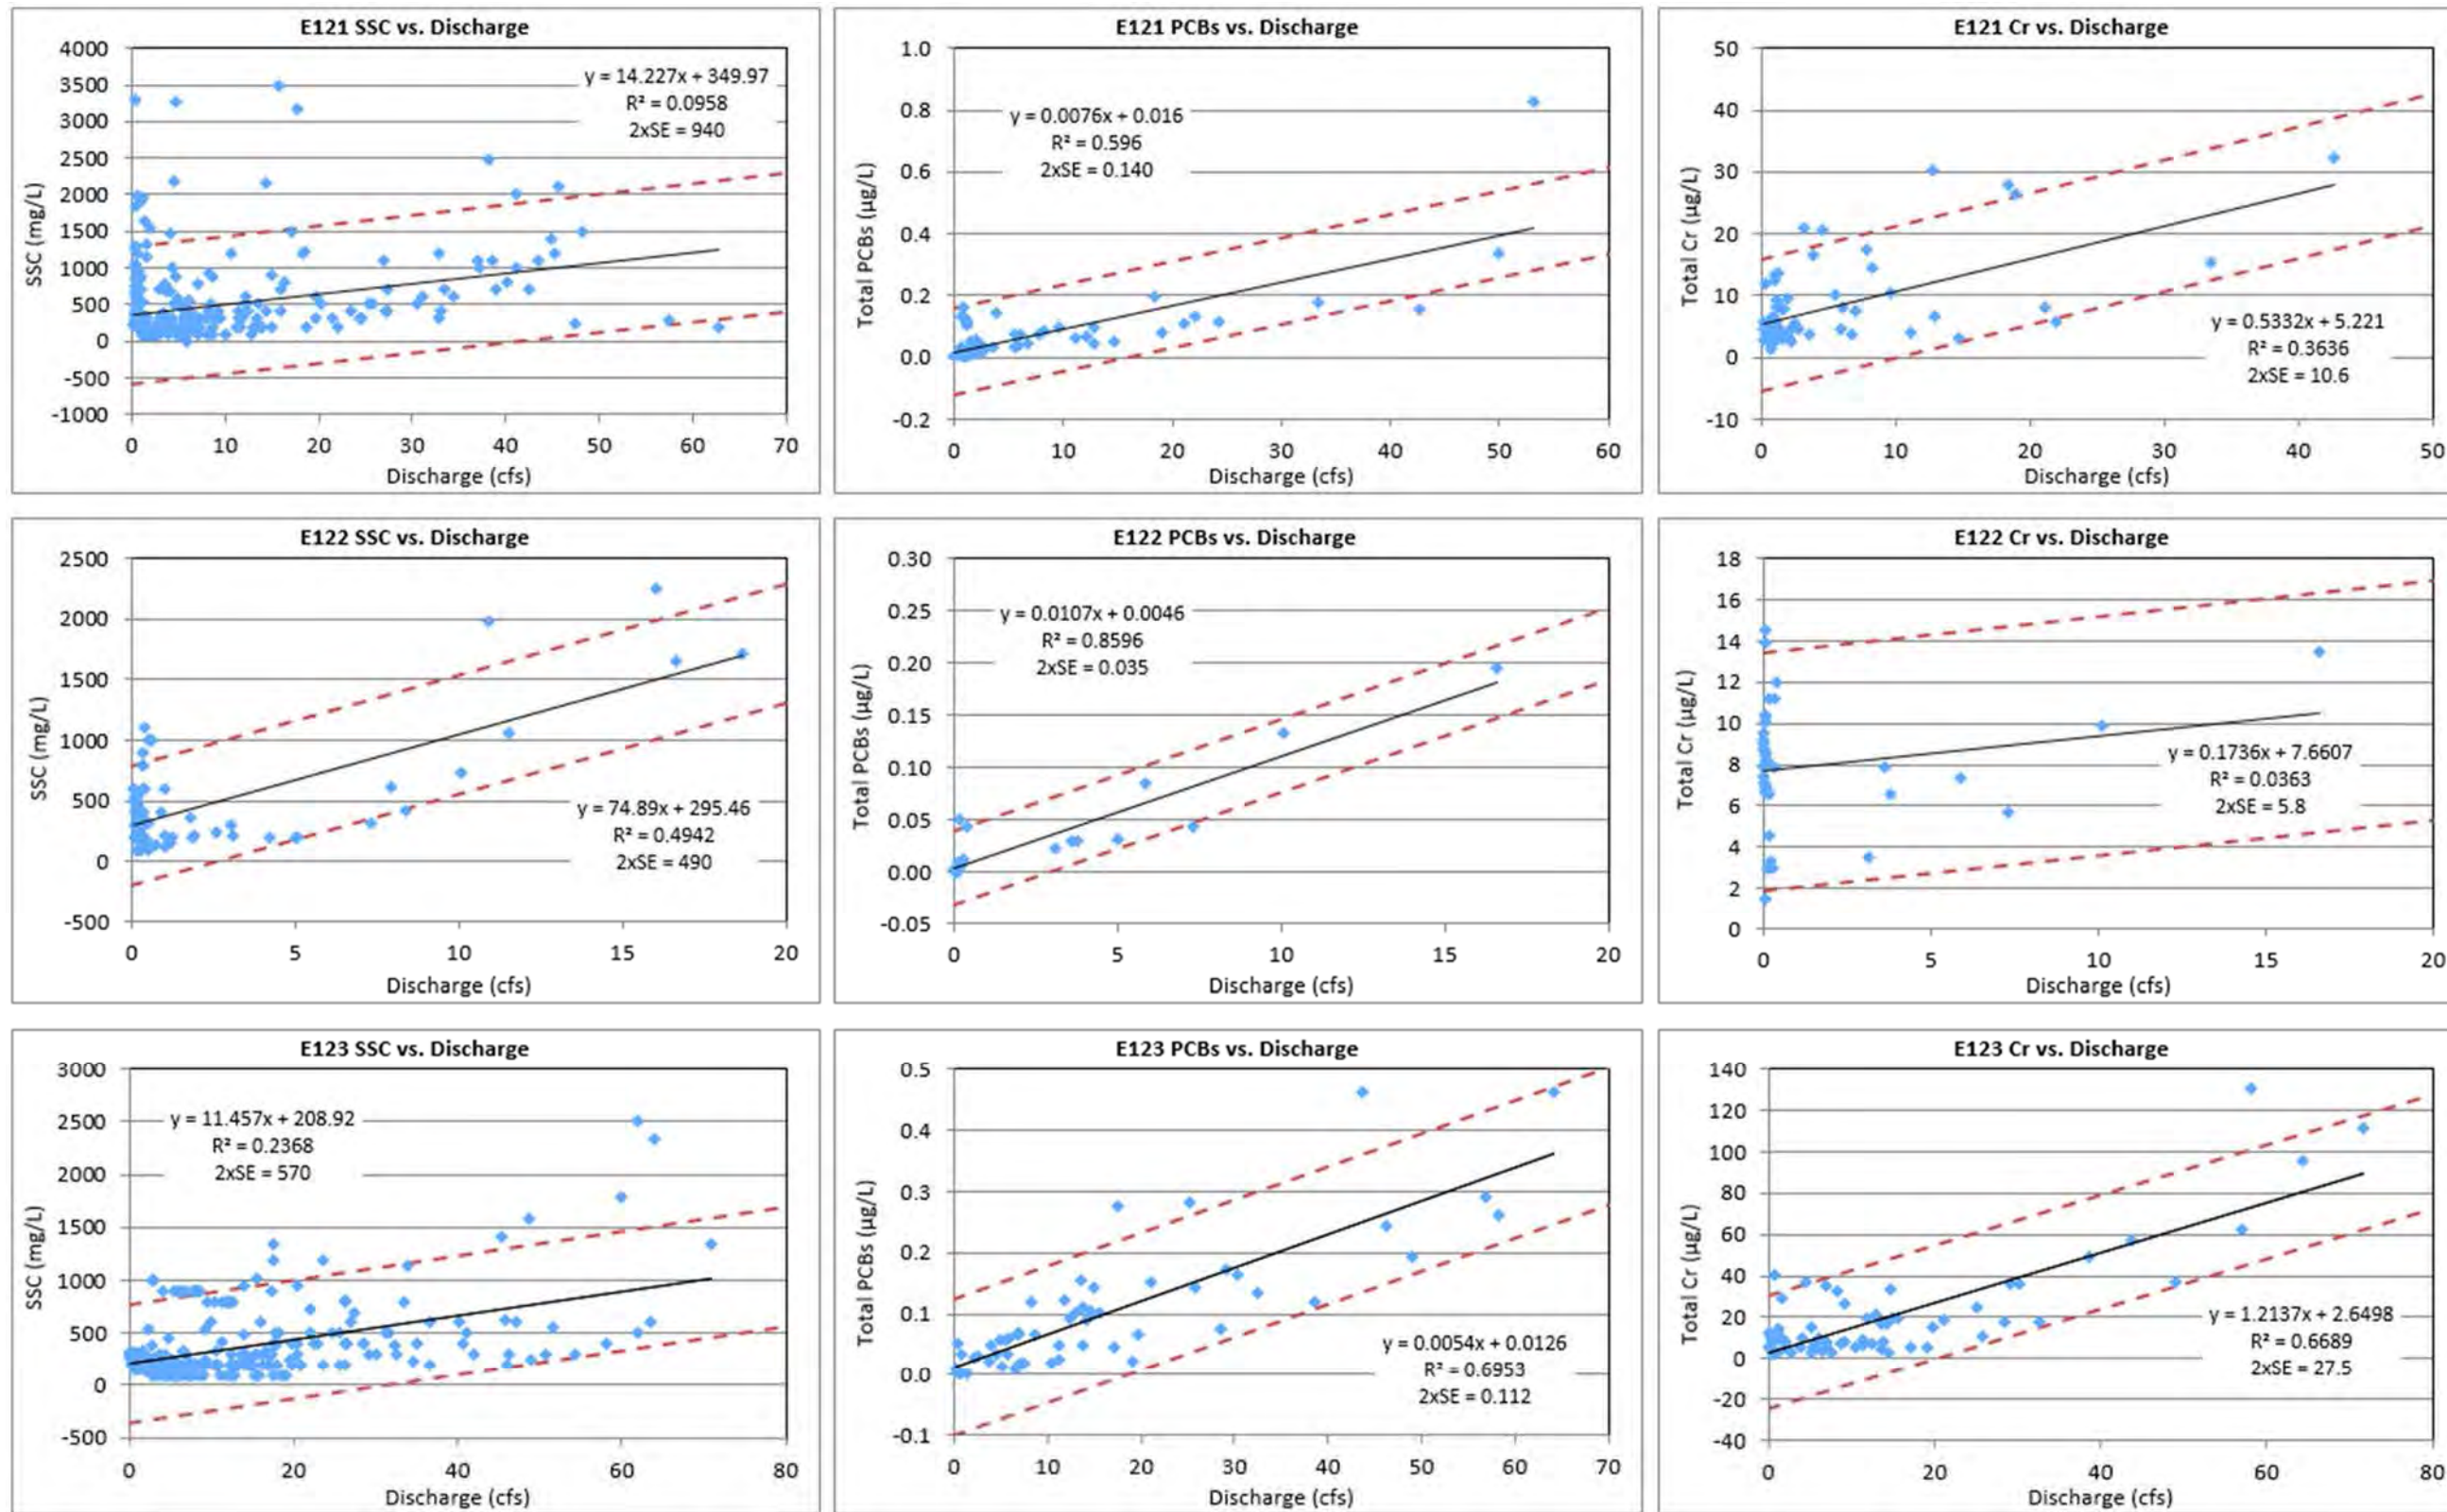 E121 SSC vs. Discharge
SSC (mg/L)
4000
3500
3000
2500
2000
1500
1000
500
0
-500
-1000
y = 14.227x + 349.97
R² = 0.0958
2xSE = 940
0 10 20 30 40 50 60 70
Discharge (cfs)
E121 PCBs vs. Discharge
Total PCBs (µg/L)
1.0
0.8
0.6
0.4
0.2
0.0
-0.2
y = 0.0076x + 0.016
R² = 0.596
2xSE = 0.140
0 10 20 30 40 50 60
Discharge (cfs)
E121 Cr vs. Discharge
Total Cr (µg/L)
50
40
30
20
10
0
-10
y = 0.5332x + 5.221
R² = 0.3636
2xSE = 10.6
0 10 20 30 40 50
Discharge (cfs)
E122 SSC vs. Discharge
SSC (mg/L)
2500
2000
1500
1000
500
0
-500
y = 74.89x + 295.46
R² = 0.4942
2xSE = 490
0 5 10 15 20
Discharge (cfs)
E122 PCBs vs. Discharge
Total PCBs (µg/L)
0.30
0.25
0.20
0.15
0.10
0.05
0.00
-0.05
y = 0.0107x + 0.0046
R² = 0.8596
2xSE = 0.035
0 5 10 15 20
Discharge (cfs)
E122 Cr vs. Discharge
Total Cr (µg/L)
18
16
14
12
10
8
6
4
2
0
y = 0.1736x + 7.6607
R² = 0.0363
2xSE = 5.8
0 5 10 15 20
Discharge (cfs)
E123 SSC vs. Discharge
SSC (mg/L)
3000
2500
2000
1500
1000
500
0
-500
y = 11.457x + 208.92
R² = 0.2368
2xSE = 570
0 20 40 60 80
Discharge (cfs)
E123 PCBs vs. Discharge
Total PCBs (µg/L)
0.5
0.4
0.3
0.2
0.1
0.0
-0.1
y = 0.0054x + 0.0126
R² = 0.6953
2xSE = 0.112
0 10 20 30 40 50 60 70
Discharge (cfs)
E123 Cr vs. Discharge
Total Cr (µg/L)
140
120
100
80
60
40
20
0
-20
-40
y = 1.2137x + 2.6498
R² = 0.6689
2xSE = 27.5
0 20 40 60 80
Discharge (cfs)